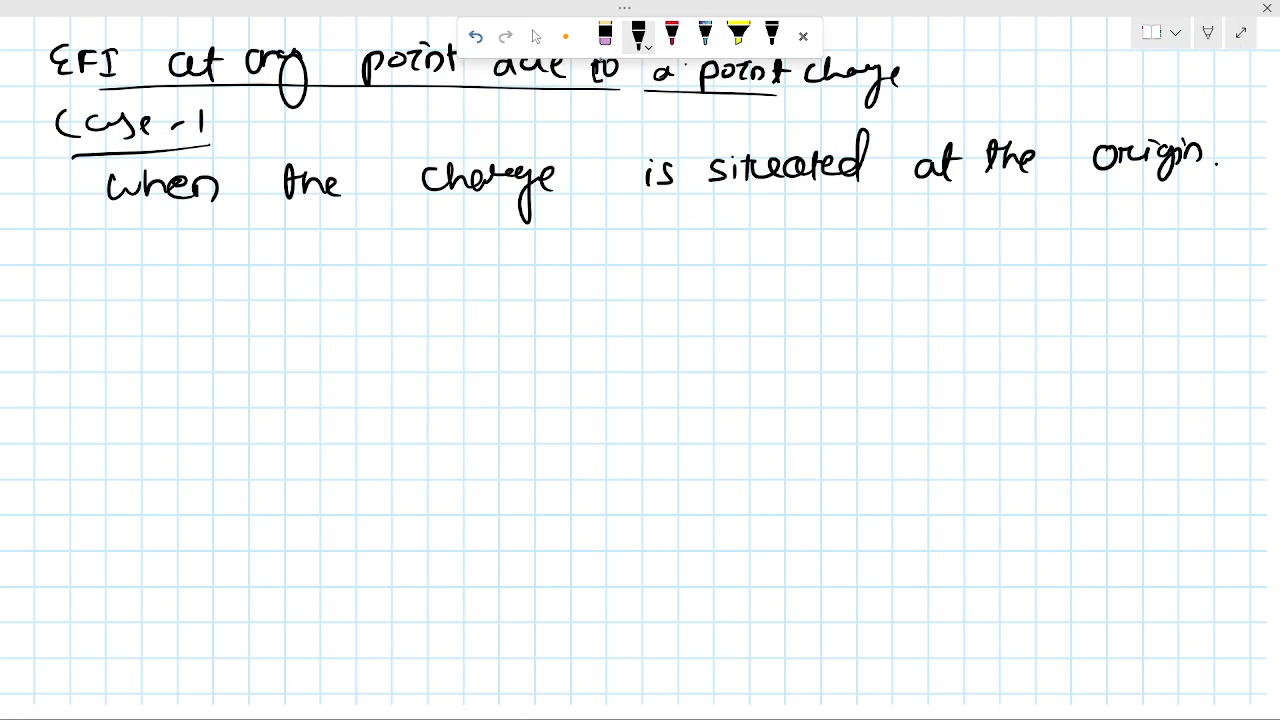 EFI at any point due to a point charge
Case - 1
When the charge is situated at the origin.